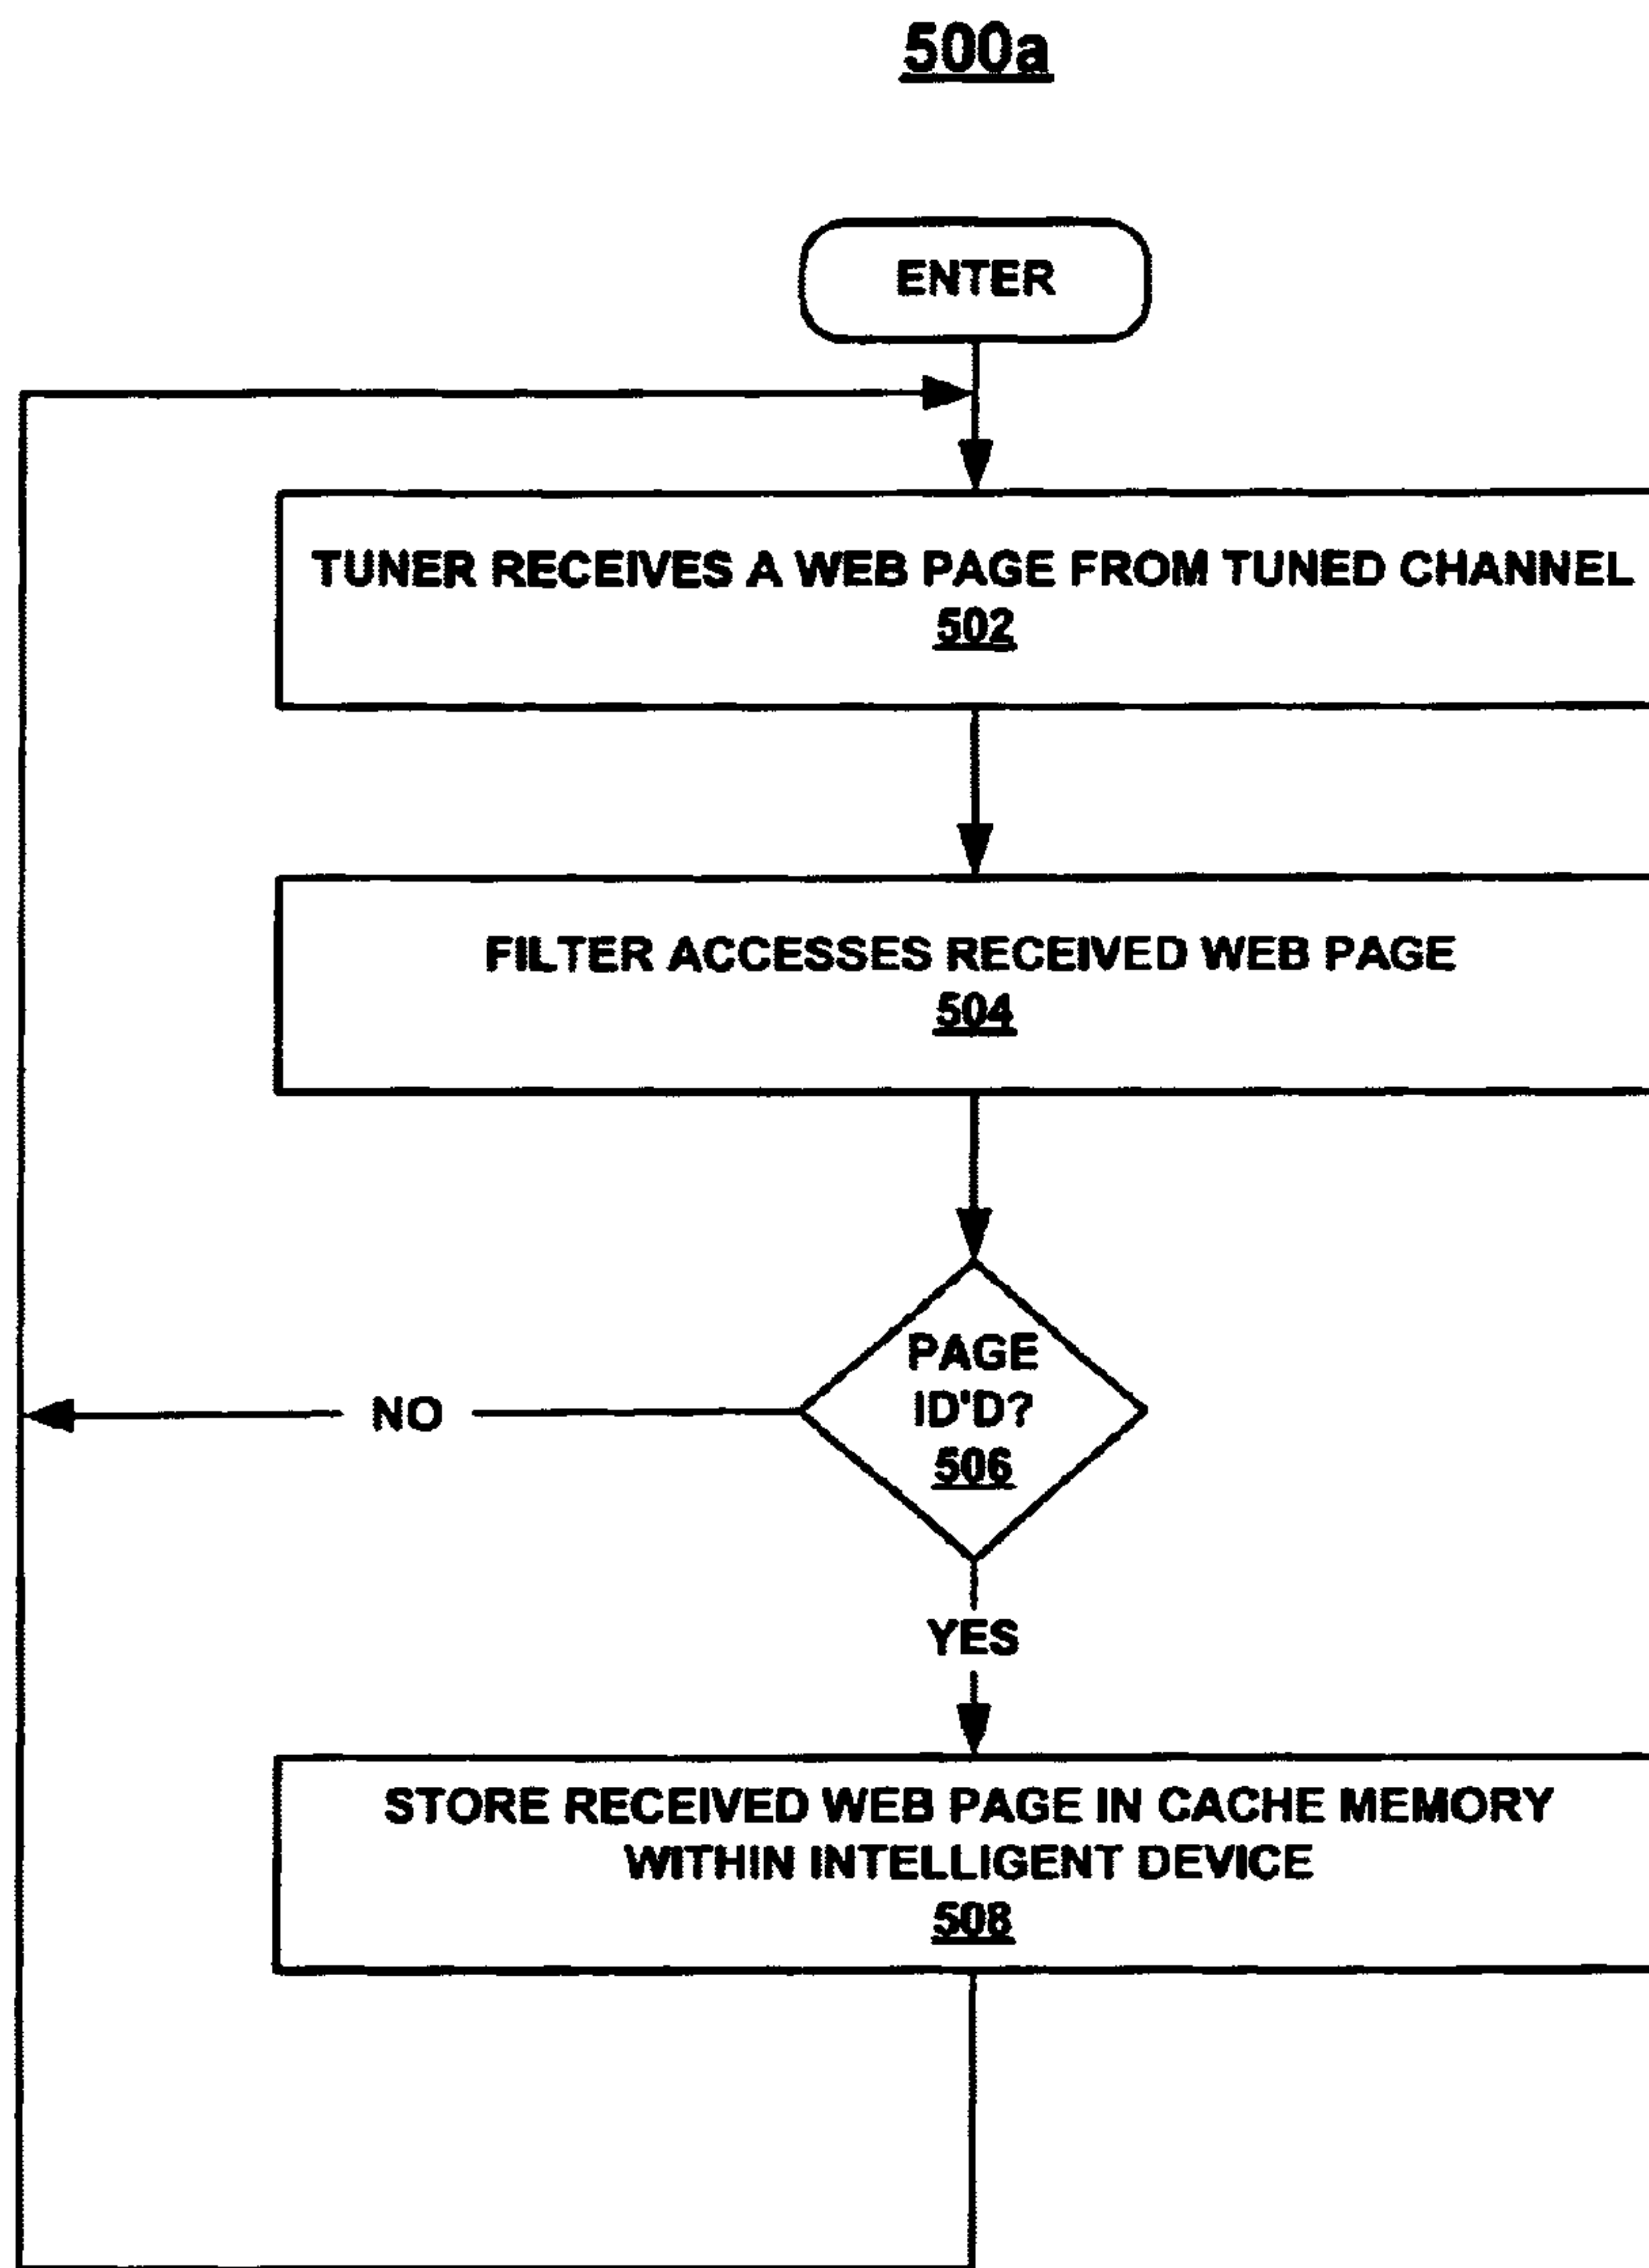 500a
ENTER
TUNER RECEIVES A WEB PAGE FROM TUNED CHANNEL
502
FILTER ACCESSES RECEIVED WEB PAGE
504
PAGE
ID'D?
506
NO
YES
STORE RECEIVED WEB PAGE IN CACHE MEMORY
WITHIN INTELLIGENT DEVICE
508